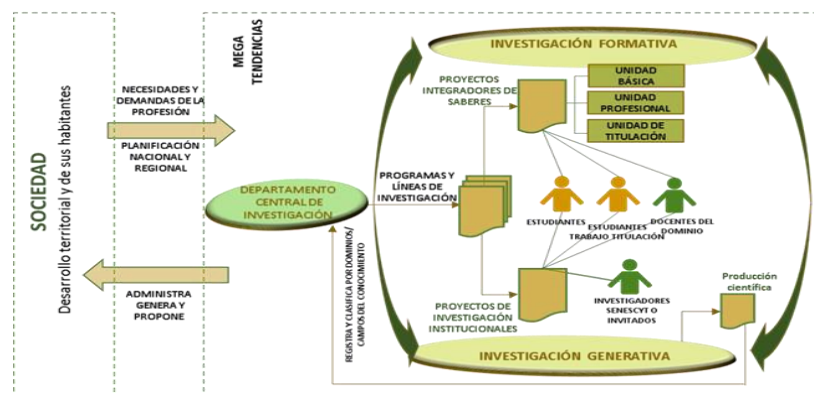 SOCIEDAD
Desarrollo territorial y de sus habitantes
NECESIDADES Y
DEMANDAS DE LA
PROFESIÓN
PLANIFICACIÓN
NACIONAL Y
REGIONAL
ADMINISTRA
GENERA Y
PROPONE
MEGA
TENDENCIAS
DEPARTAMENTO
CENTRAL DE
INVESTIGACIÓN
REGISTRA Y CLASIFICA POR DOMINIOS/
CAMPOS DEL CONOCIMIENTO
PROGRAMAS Y
LÍNEAS DE
INVESTIGACIÓN
INVESTIGACIÓN FORMATIVA
PROYECTOS
INTEGRADORES DE
SABERES
UNIDAD
BÁSICA
UNIDAD
PROFESIONAL
UNIDAD DE
TITULACIÓN
ESTUDIANTES
ESTUDIANTES
TRABAJO TITULACIÓN
DOCENTES DEL
DOMINIO
PROYECTOS DE
INVESTIGACIÓN
INSTITUCIONALES
INVESTIGADORES
SENESCYT O
INVITADOS
Producción
científica
INVESTIGACIÓN GENERATIVA